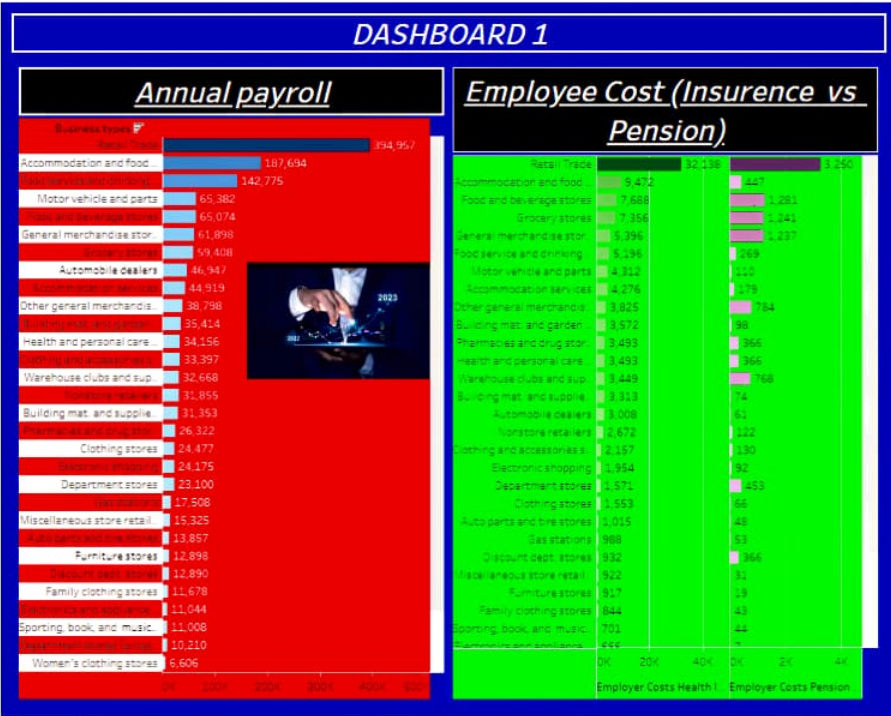 DASHBOARD 1
Annual payroll
Business types
Retail Trade 394,957
Accommodation and food... 187,694
Food service and drinking... 142,775
Motor vehicle and parts 65,382
Food and beverage stores 65,074
General merchandise stor.. 61,898
Grocery stores 59,408
Automobile dealers 46,947
Accommodation services 44,919
Other general merchandis.. 38,798
Building mat. and garden... 35,414
Health and personal care... 34,156
Clothing and accessories s.. 33,397
Warehouse clubs and sup.. 32,668
Nonstore retailers 31,855
Building mat. and supplie.. 31,353
Pharmacies and drug stor.. 26,322
Clothing stores 24,477
Electronic shopping 24,175
Department stores 23,100
Gas stations 17,508
Miscellaneous store retail.. 15,325
Auto parts and tire stores 13,857
Furniture stores 12,898
Discount dept. stores 12,890
Family clothing stores 11,678
Electronics and appliance... 11,044
Sporting, book, and music.. 11,008
10,210
Women's clothing stores 6,606
0K 100K 200K 300K 400K 500K
2023
2022
Employee Cost (Insurence vs
Pension)
Retail Trade 32,138 3,250
Accommodation and food... 9,472 447
Food and beverage stores 7,688 1,281
Grocery stores 7,356 1,241
General merchandise stor.. 5,396 1,237
Food service and drinking... 5,196 269
Motor vehicle and parts 4,312 110
Accommodation services 4,276 179
Other general merchandis.. 3,825 784
Building mat. and garden... 3,572 98
Pharmacies and drug stor.. 3,493 366
Health and personal care... 3,493 366
Warehouse clubs and sup.. 3,449 768
Building mat. and supplie.. 3,313 74
Automobile dealers 3,008 61
Nonstore retailers 2,672 122
Clothing and accessories s.. 2,157 130
Electronic shopping 1,954 92
Department stores 1,571 453
Clothing stores 1,553 66
Auto parts and tire stores 1,015 48
Gas stations 988 53
Discount dept. stores 932 366
Miscellaneous store retail.. 922 31
Furniture stores 917 19
Family clothing stores 844 43
Sporting, book, and music.. 701 44
Electronics and appliance...
0K 20K 40K 0K 2K 4K
Employer Costs Health I.. Employer Costs Pension